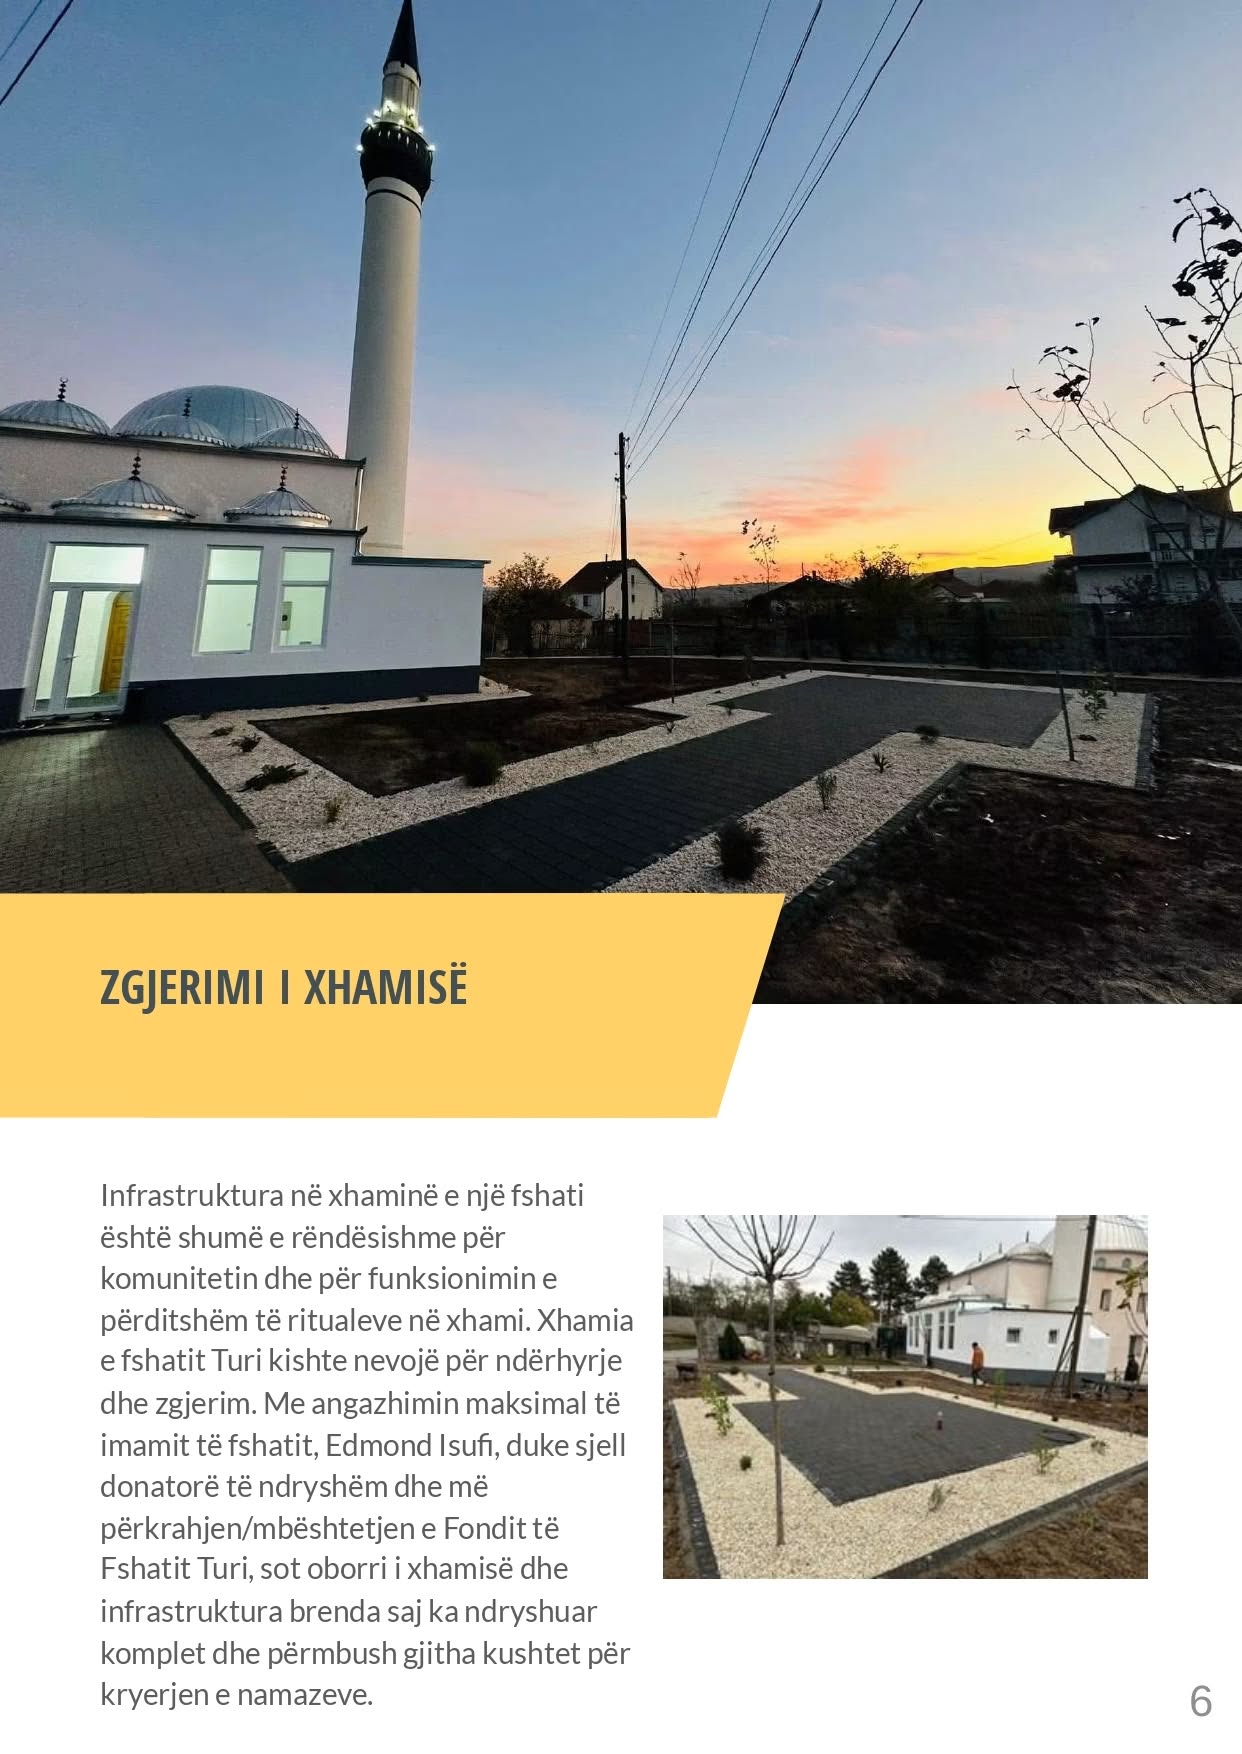 ZGJERIMI I XHAMISË
Infrastruktura në xhaminë e një fshati
është shumë e rëndësishme për
komunitetin dhe për funksionimin e
përditshëm të ritualeve në xhami. Xhamia
e fshatit Turi kishte nevojë për ndërhyrje
dhe zgjerim. Me angazhimin maksimal të
imamit të fshatit, Edmond Isufi, duke sjell
donatorë të ndryshëm dhe më
përkrahjen/mbështetjen e Fondit të
Fshatit Turi, sot oborri i xhamisë dhe
infrastruktura brenda saj ka ndryshuar
komplet dhe përmbush gjitha kushtet për
kryerjen e namazeve.
6